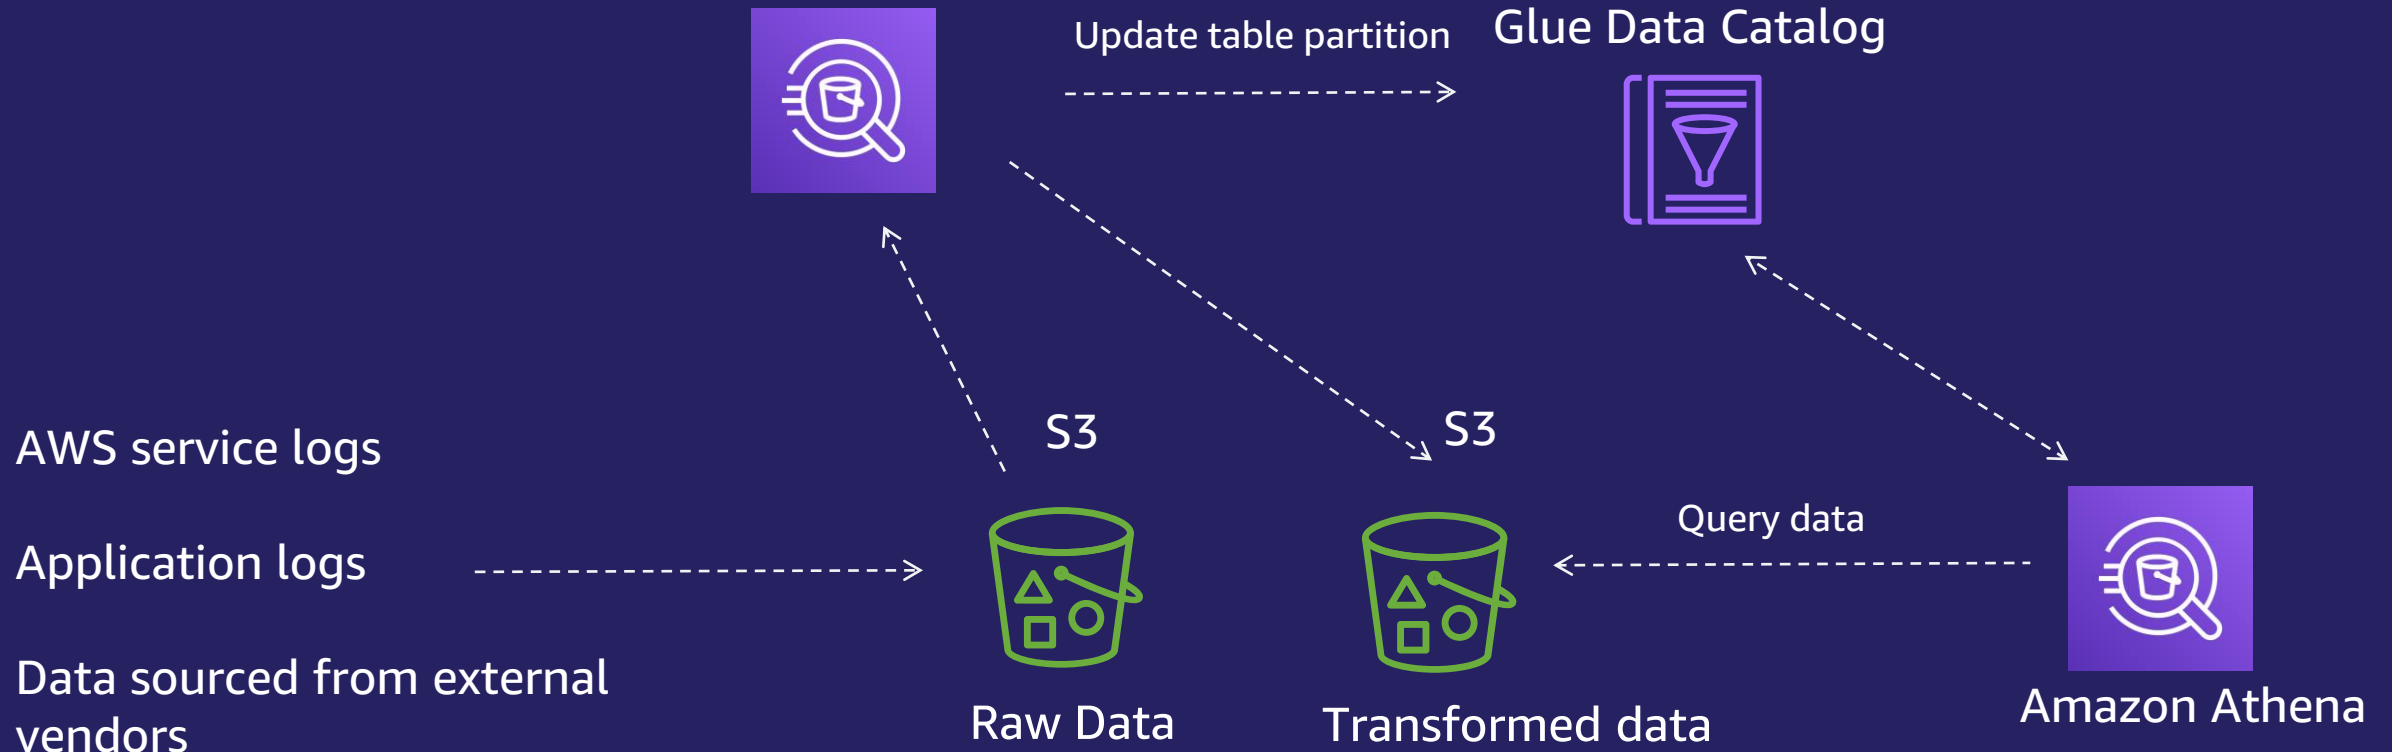 Update table partition
Glue Data Catalog
S3
S3
AWS service logs
Application logs
Query data
Data sourced from external
vendors
Raw Data
Transformed data
Amazon Athena